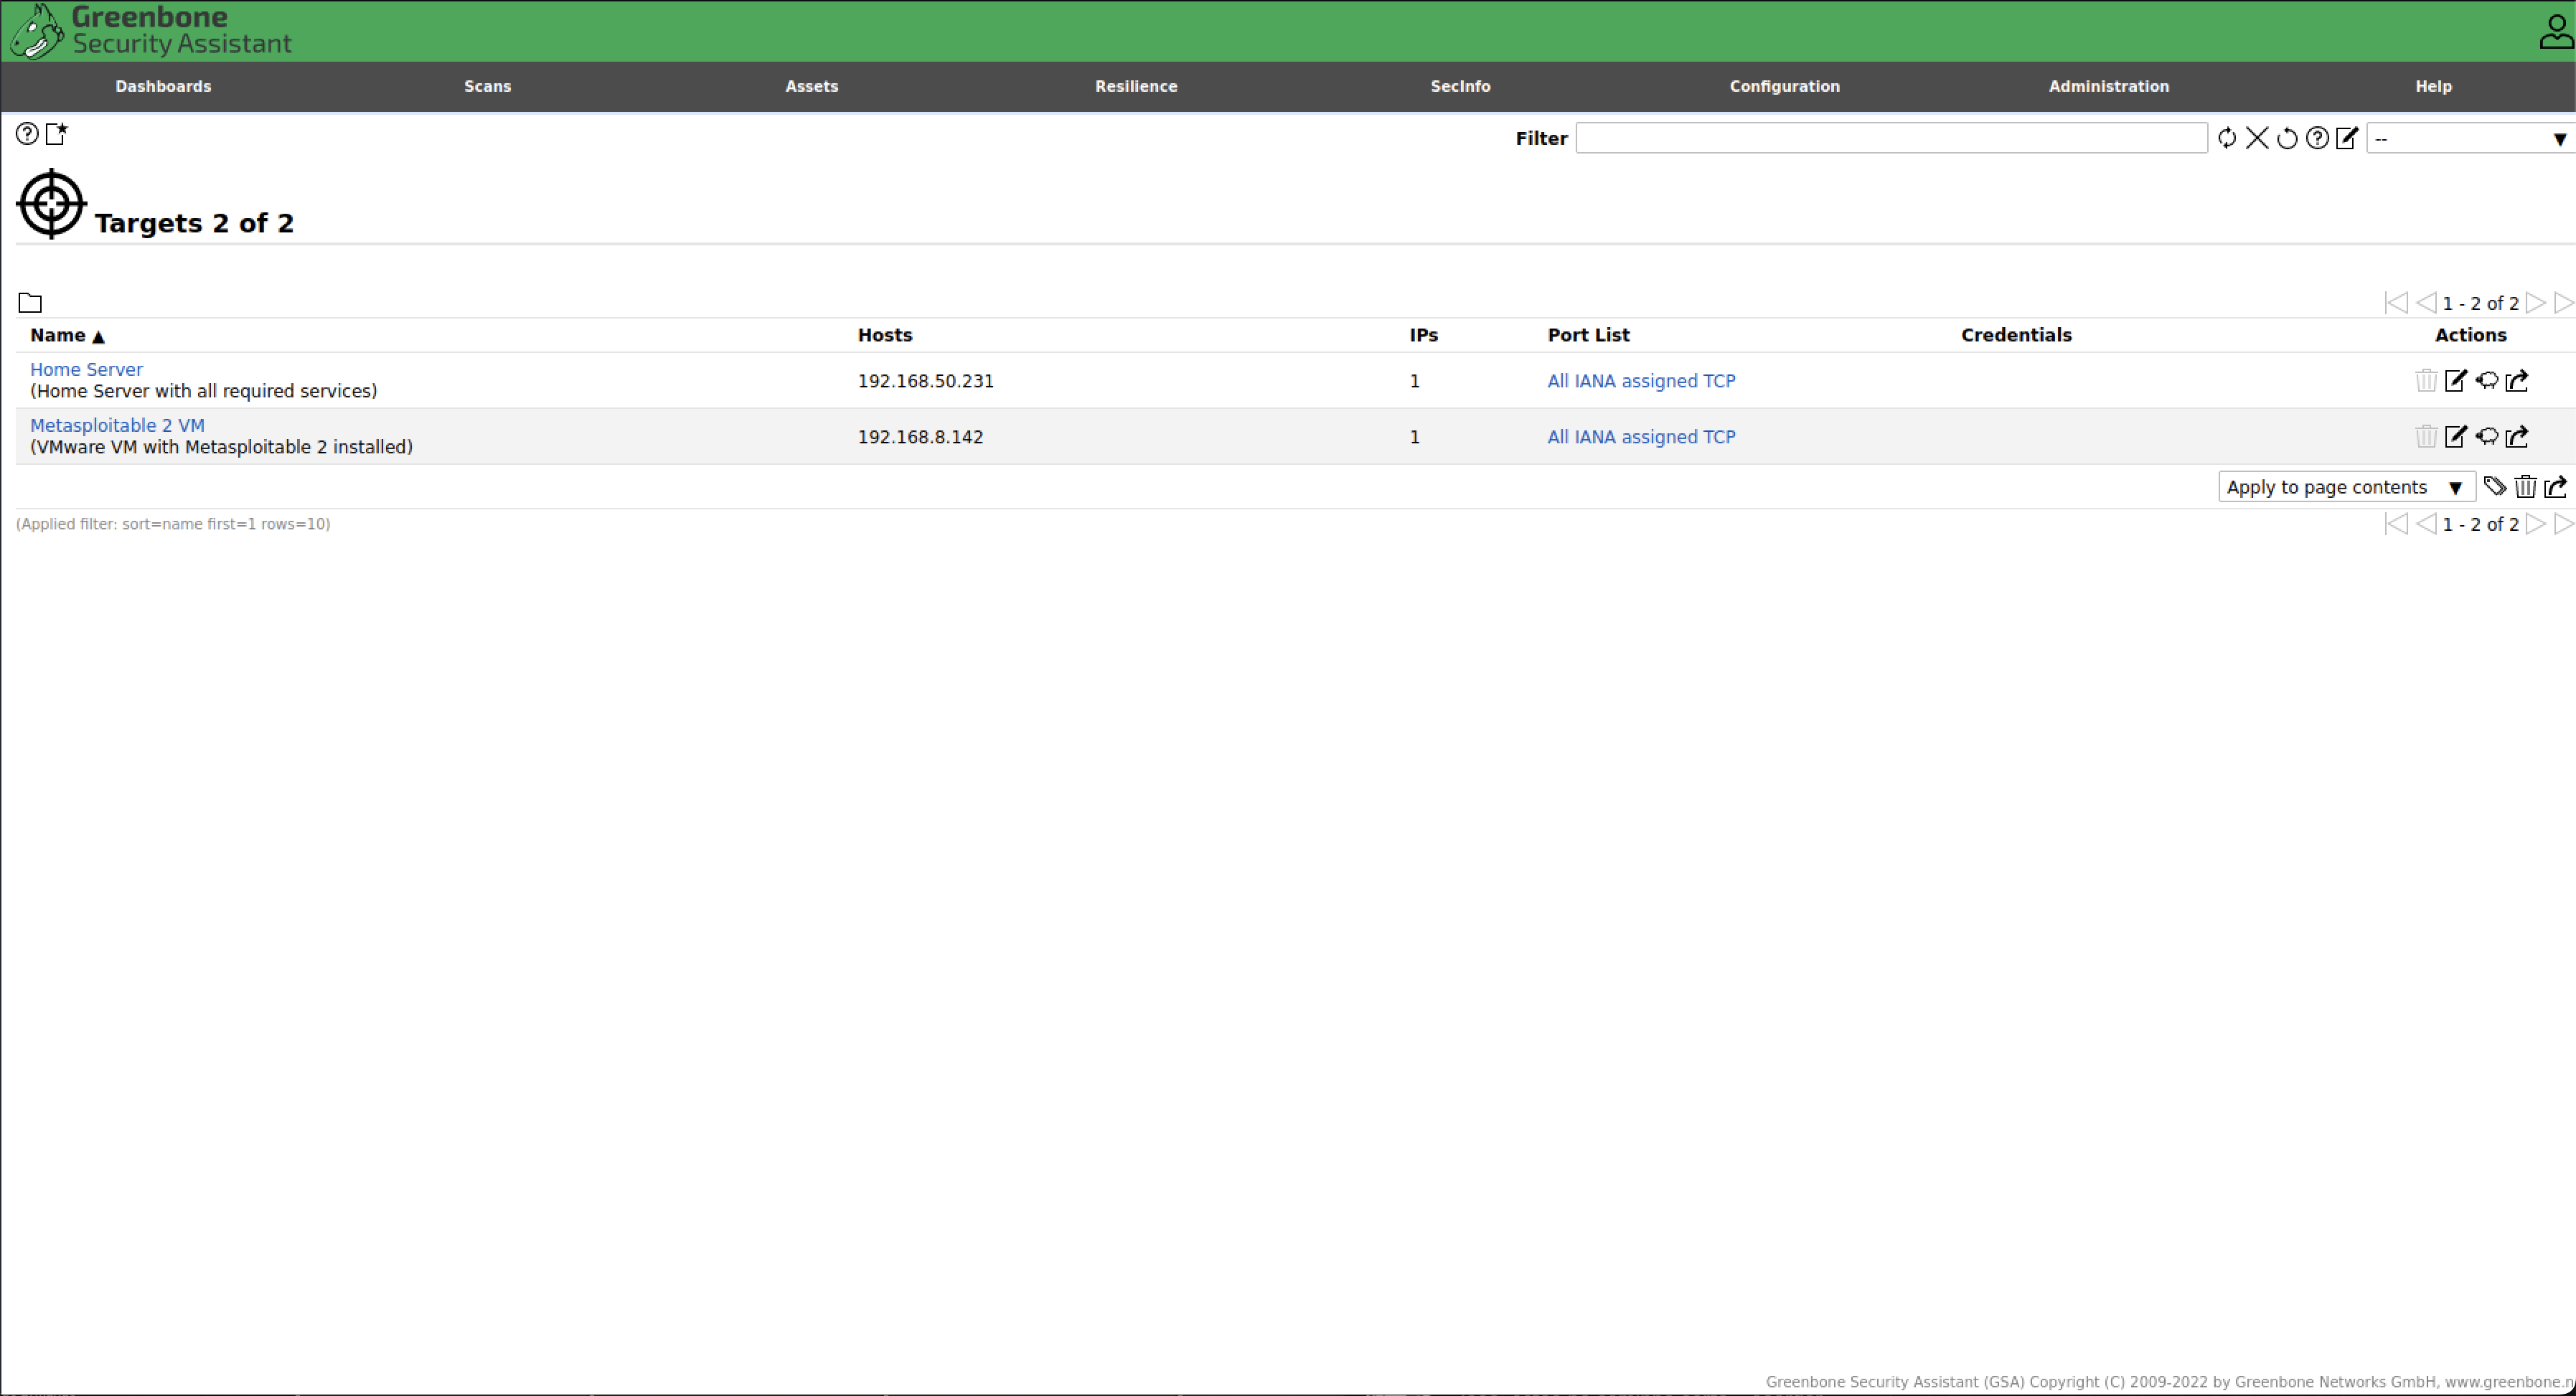 Greenbone
Security Assistant
Dashboards Scans Assets Resilience SecInfo Configuration Administration Help
Filter --
Targets 2 of 2
1 - 2 of 2
Name ▲ Hosts IPs Port List Credentials Actions
Home Server
(Home Server with all required services) 192.168.50.231 1 All IANA assigned TCP
Metasploitable 2 VM
(VMware VM with Metasploitable 2 installed) 192.168.8.142 1 All IANA assigned TCP
Apply to page contents ▼
(Applied filter: sort=name first=1 rows=10) 1 - 2 of 2
Greenbone Security Assistant (GSA) Copyright (C) 2009-2022 by Greenbone Networks GmbH, www.greenbone.n